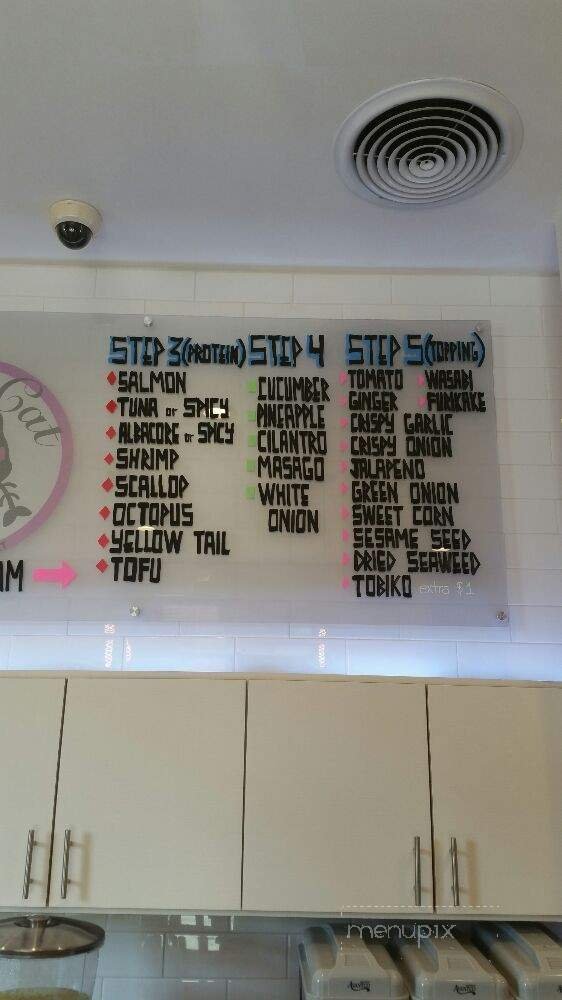 Cat
AM
STEP 3 (PROTEIN)
SALMON
TUNA or SPICY
ALBACORE or SPICY
SHRIMP
SCALLOP
OCTOPUS
YELLOW TAIL
TOFU
STEP 4
CUCUMBER
PINEAPPLE
CILANTRO
MASAGO
WHITE
ONION
STEP 5 (TOPPING)
TOMATO
GINGER
CRISPY GARLIC
CRISPY ONION
JALAPENO
GREEN ONION
SWEET CORN
SESAME SEED
DRIED SEAWEED
TOBIKO extra $1
WASABI
FURIKAKE
menupix